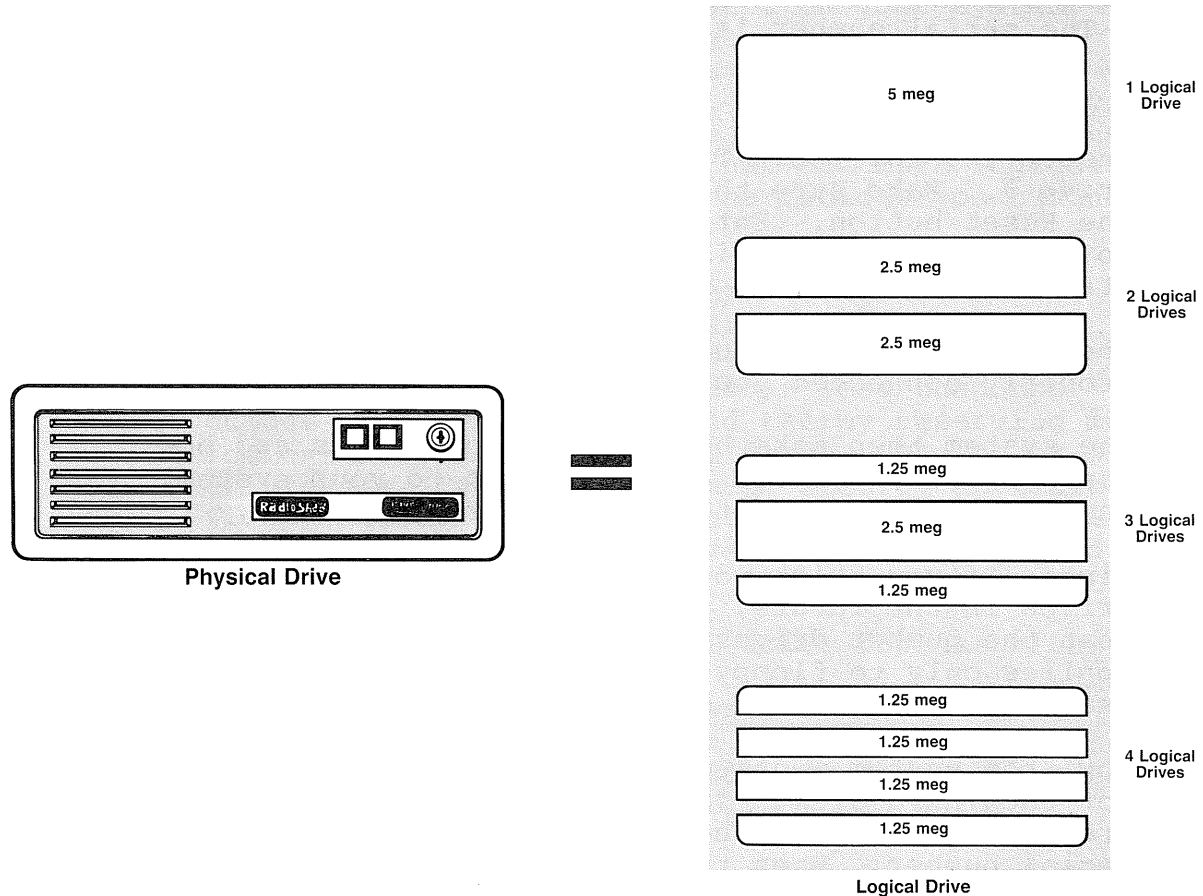 5 meg
1 Logical
Drive
2.5 meg
2.5 meg
2 Logical
Drives
1.25 meg
2.5 meg
1.25 meg
3 Logical
Drives
1.25 meg
1.25 meg
1.25 meg
1.25 meg
4 Logical
Drives
Radio Shack
Physical Drive
Logical Drive